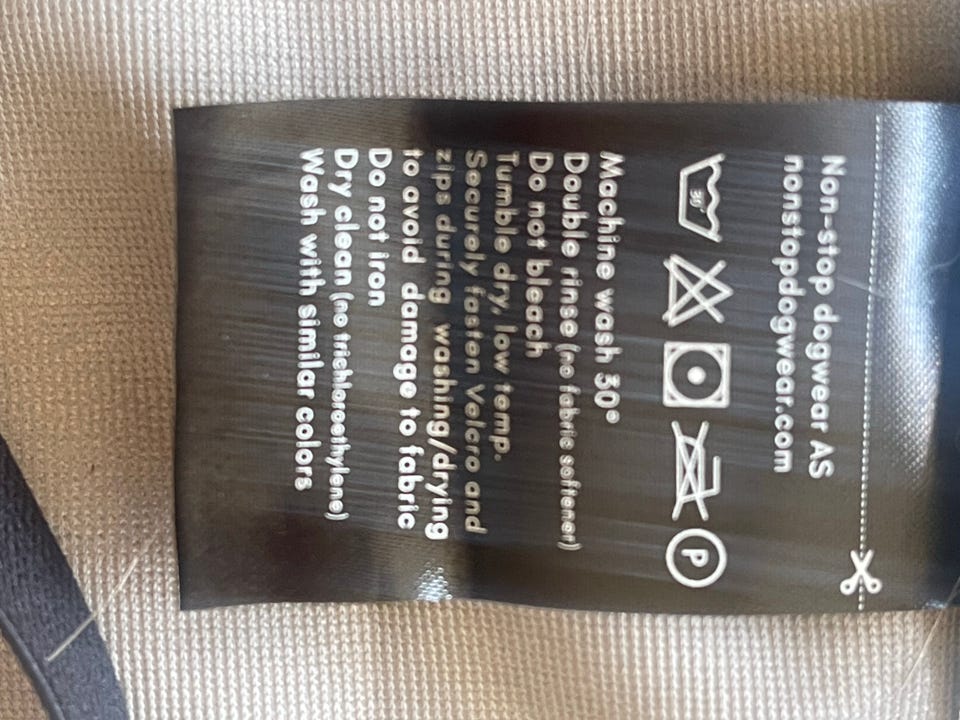 Non-stop dogwear AS
nonstopdogwear.com
30°
P
Machine wash 30°
Double rinse (no fabric softener)
Do not bleach
Tumble dry, low temp.
Securely fasten Velcro and
zips during washing/drying
to avoid damage to fabric
Do not iron
Dry clean (no trichloroethylene)
Wash with similar colors